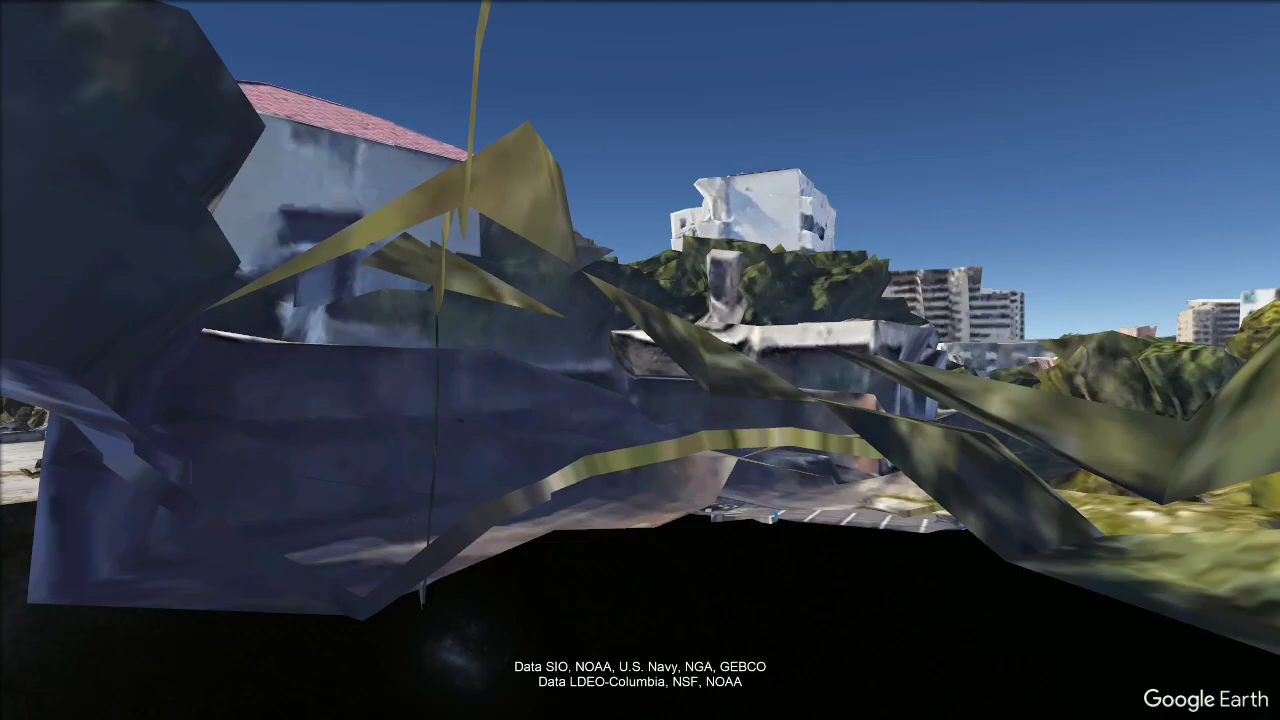 Data SIO, NOAA, U.S. Navy, NGA, GEBCO
Data LDEO-Columbia, NSF, NOAA
Google Earth